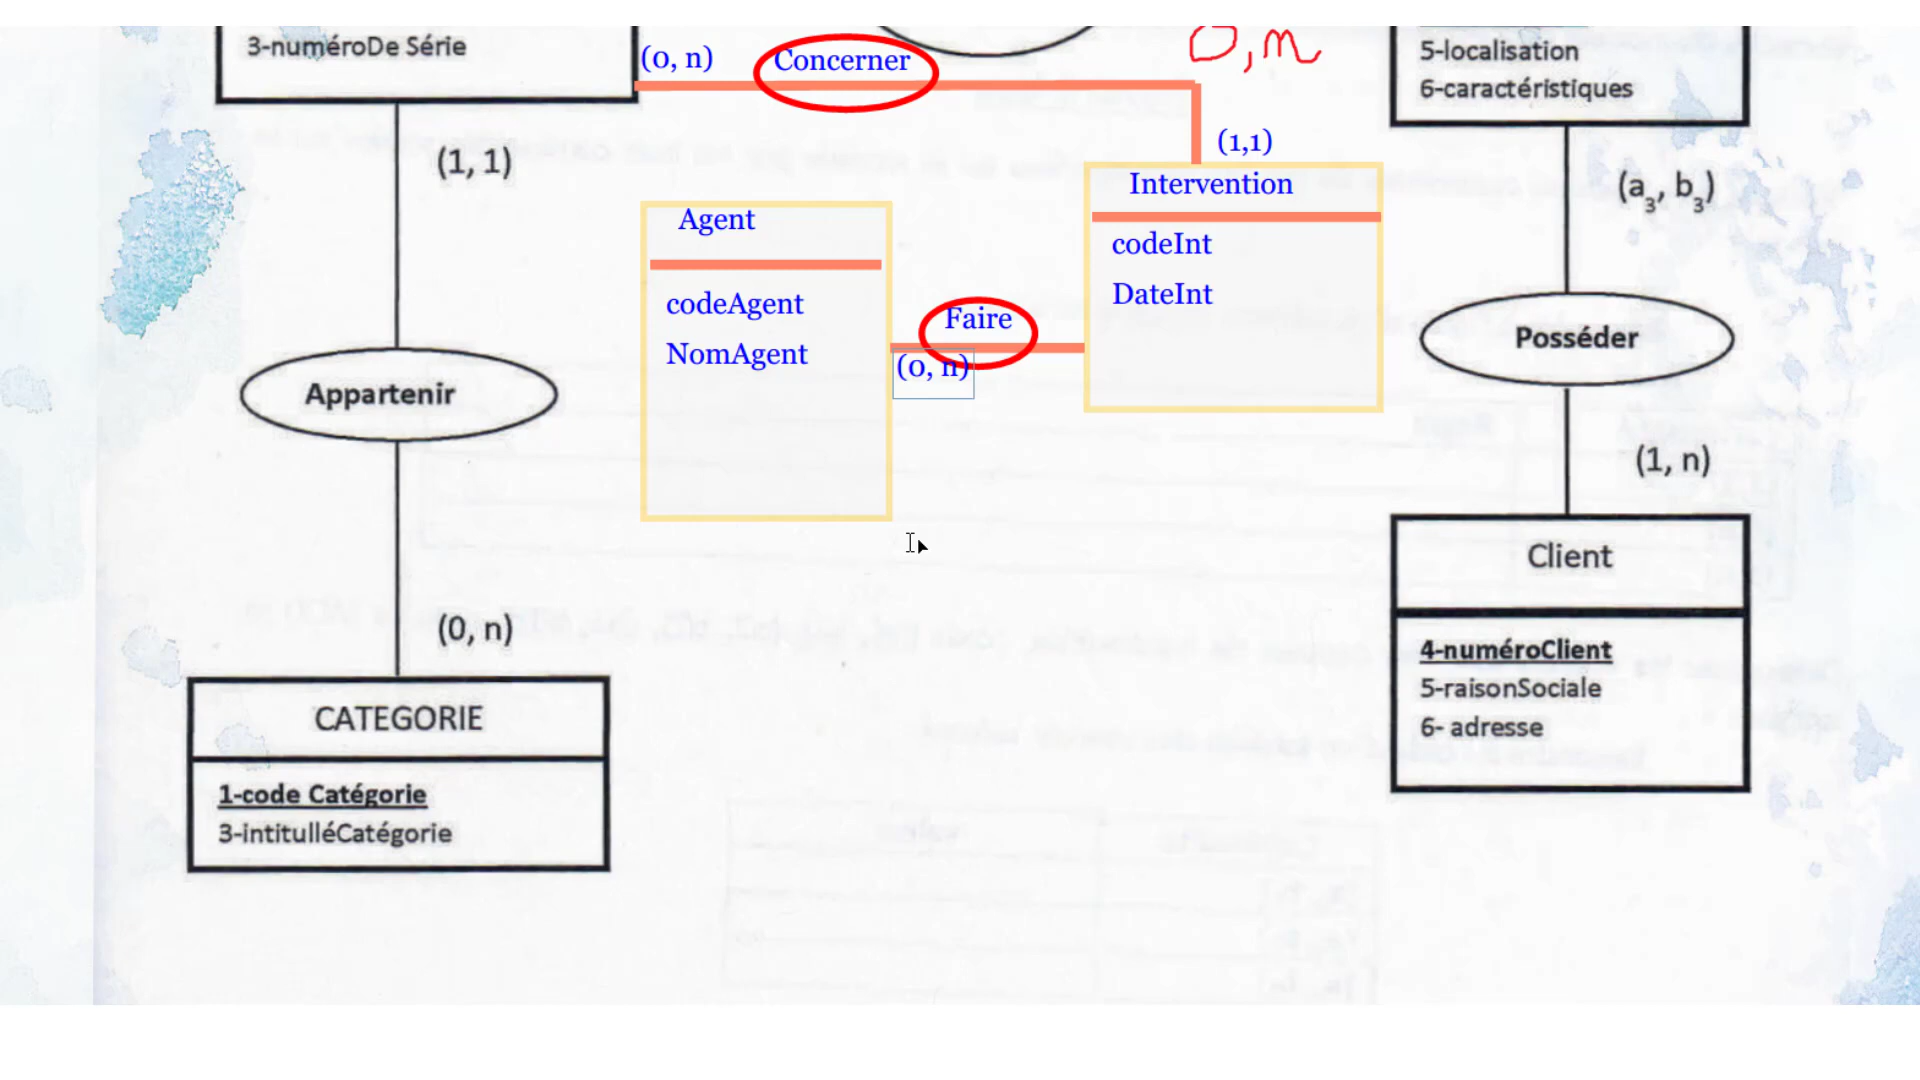 3-numéroDe Série
(0, n)
Concerner
0,n
5-localisation
6-caractéristiques
(1, 1)
(1,1)
Intervention
codeInt
DateInt
Agent
codeAgent
NomAgent
Faire
(0, n)
(a3, b3)
Posséder
Appartenir
(1, n)
(0, n)
Client
4-numéroClient
5-raisonSociale
6- adresse
CATEGORIE
1-code Catégorie
3-intitulléCatégorie